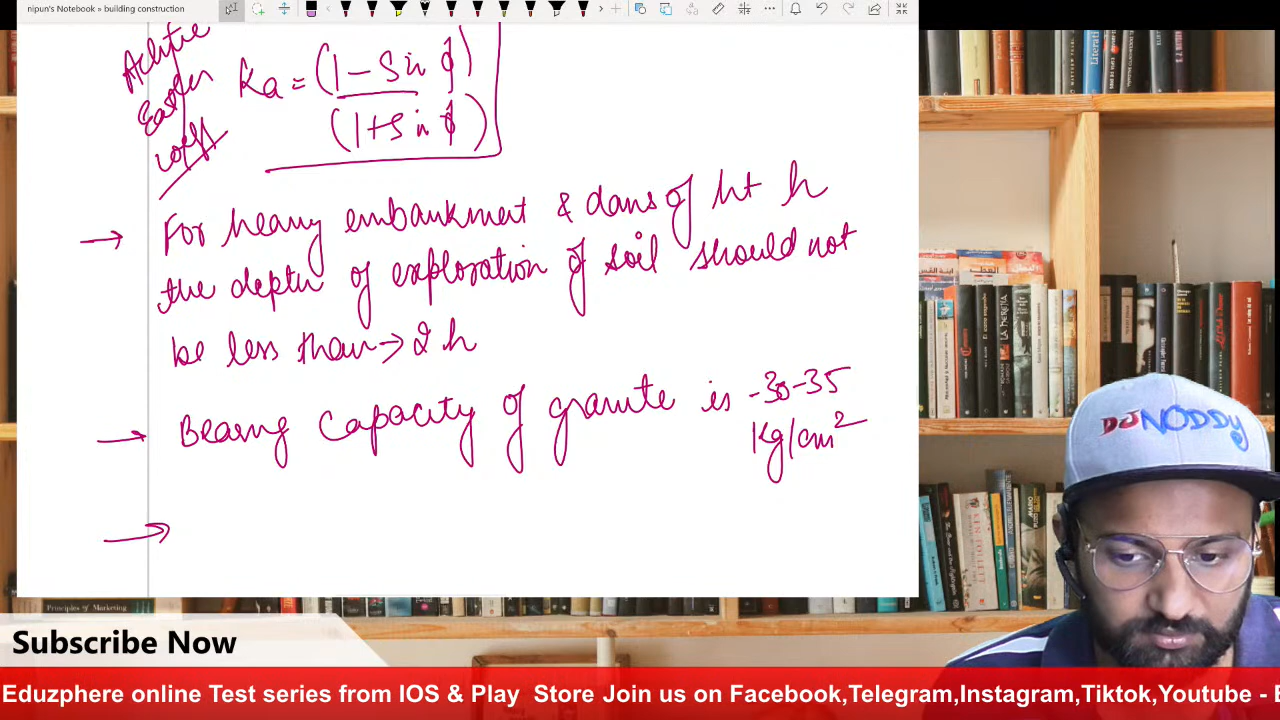 nipun's Notebook » building construction
Active
Earth
coeff
Ka = (1 - Sin ϕ)
(1 + Sin ϕ)
→ For heavy embankment & dams of ht h
the depth of exploration of soil should not
be less than → 2 h
→ Bearing capacity of granite is -30-35
Kg/cm²
→
DJ NODDY
Principles of Marketing
Subscribe Now
Eduzphere online Test series from IOS & Play Store Join us on Facebook,Telegram,Instagram,Tiktok,Youtube - E